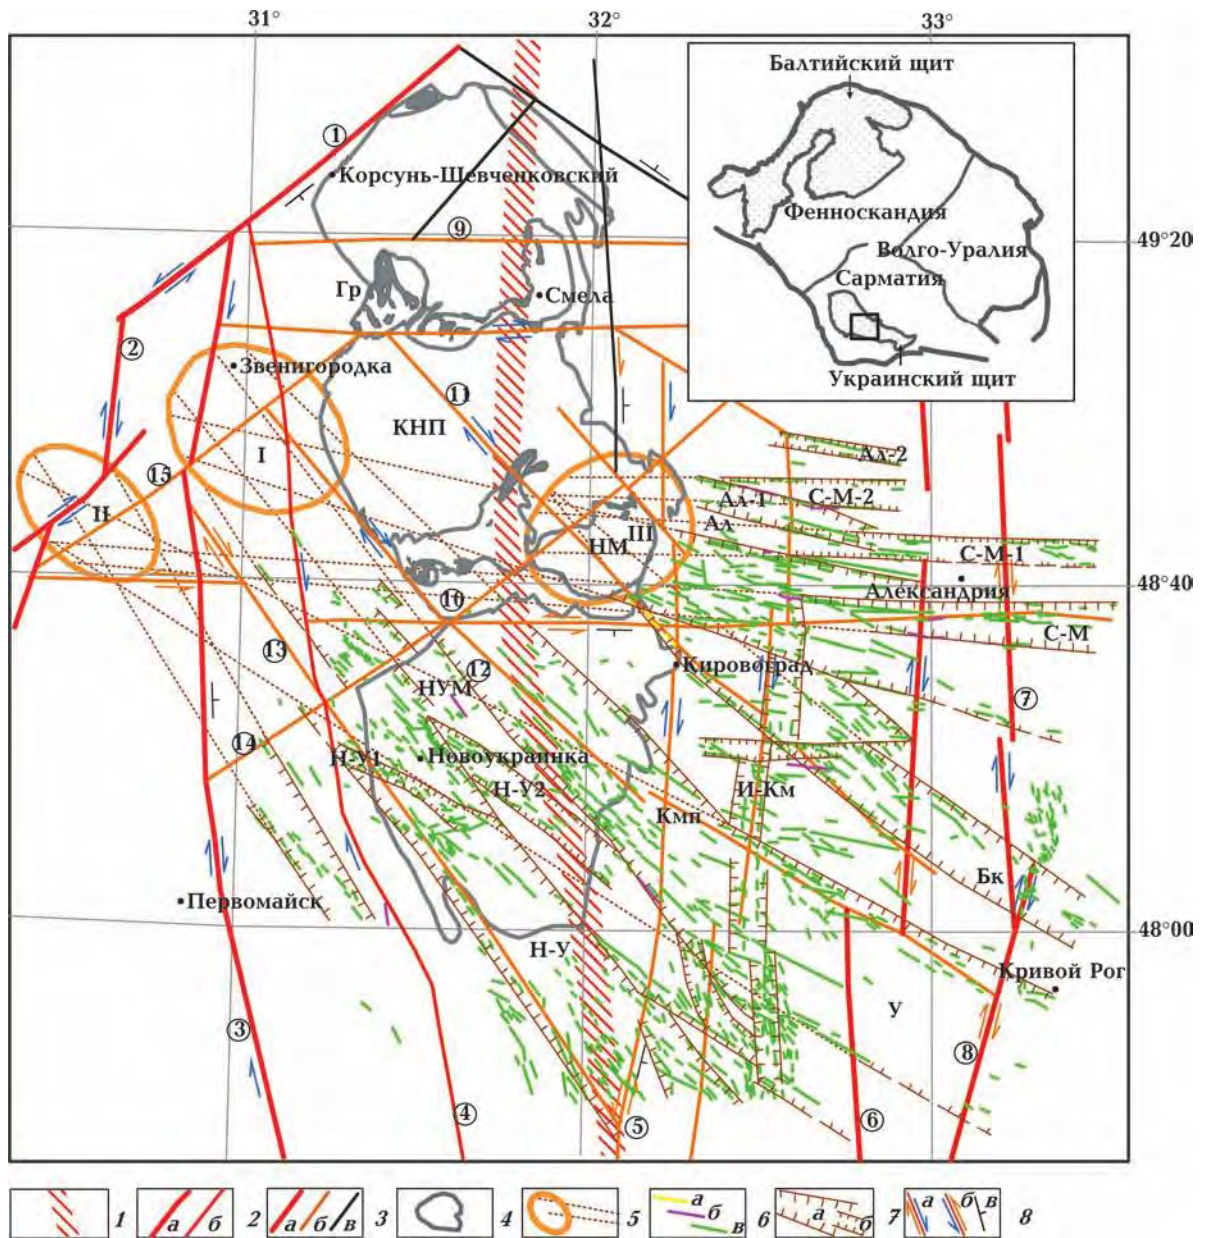 31° 32° 33°
Балтийский щит
①
Корсунь-Шевченковский
Фенноскандия
⑨
49°20
Волго-Уралия
Сарматия
Гр
Смела
②
Звенигородка
Украинский щит
⑪
КНП
I
Ал-2
⑮
Ал-1 С-М-2
II
Ал
III
НМ
С-М-1
48°40
Александрия
⑩
С-М
⑬
Кировоград
⑫
НУМ
⑦
⑭
Н-У1 Новоукраинка
Н-У2
И-Км
Кмп
Бк
Первомайск
48°00
Н-У
Кривой Рог
У
③
⑧
④
⑤
⑥
1 а б 2 а б в 3 4 5 а б в 6 а б 7 а б в 8